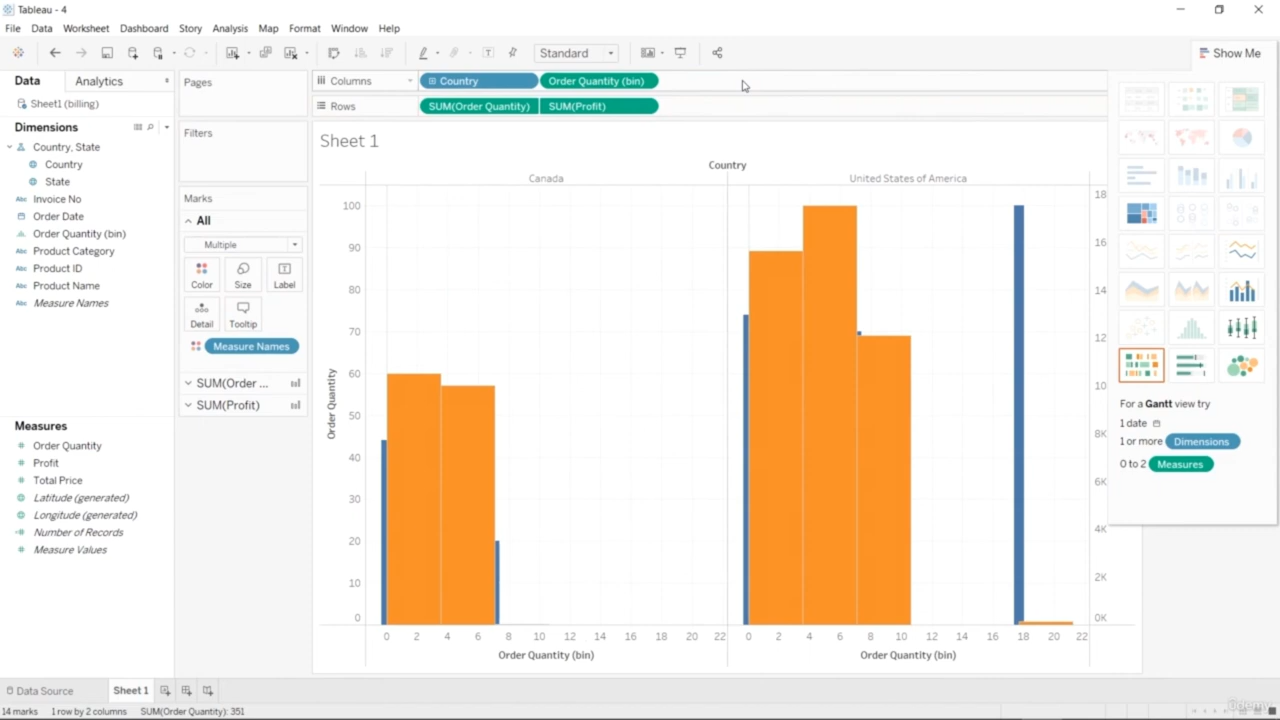 Tableau - 4
File Data Worksheet Dashboard Story Analysis Map Format Window Help
Standard
Show Me
Data Analytics
Sheet1 (billing)
Dimensions
Country, State
Country
State
Abc Invoice No
Order Date
Order Quantity (bin)
Abc Product Category
Abc Product ID
Abc Product Name
Abc Measure Names
Measures
# Order Quantity
# Profit
# Total Price
Latitude (generated)
Longitude (generated)
# Number of Records
# Measure Values
Pages
Filters
Marks
All
Multiple
Color Size Label
Detail Tooltip
Measure Names
SUM(Order ...
SUM(Profit)
Columns Country Order Quantity (bin)
Rows SUM(Order Quantity) SUM(Profit)
Sheet 1
Country
Canada United States of America
Order Quantity
100
90
80
70
60
50
40
30
20
10
0
18
16
14
12
10
8K
6K
4K
2K
0K
0 2 4 6 8 10 12 14 16 18 20 22 0 2 4 6 8 10 12 14 16 18 20 22
Order Quantity (bin) Order Quantity (bin)
For a Gantt view try
1 date
1 or more Dimensions
0 to 2 Measures
Data Source Sheet 1
14 marks 1 row by 2 columns SUM(Order Quantity): 351